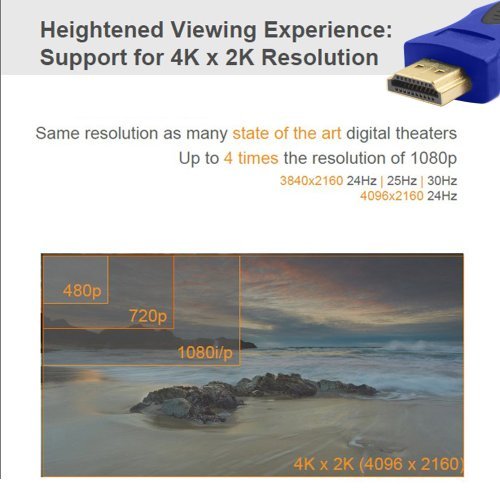 Heightened Viewing Experience:
Support for 4K x 2K Resolution
Same resolution as many state of the art digital theaters
Up to 4 times the resolution of 1080p
3840x2160 24Hz | 25Hz | 30Hz
4096x2160 24Hz
480p
720p
1080i/p
4K x 2K (4096 x 2160)